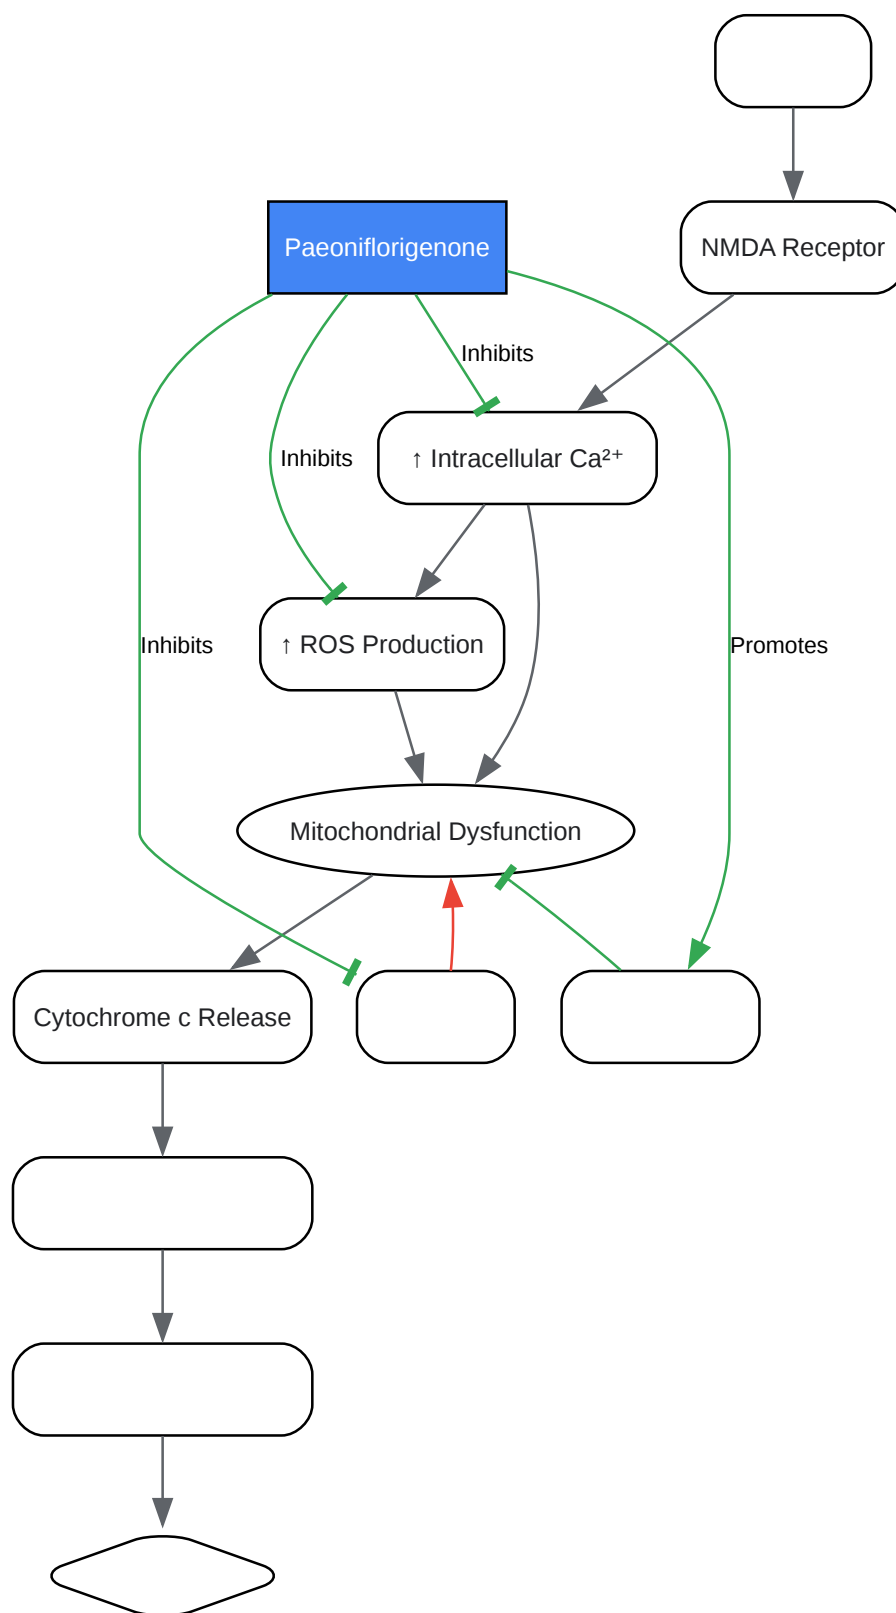 Paeoniflorigenone
NMDA Receptor
Inhibits
↑ Intracellular Ca²⁺
Inhibits
↑ ROS Production
Inhibits
Promotes
Mitochondrial Dysfunction
Cytochrome c Release